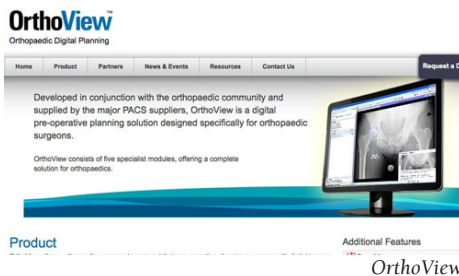 OrthoView™
Orthopaedic Digital Planning
Home Product Partners News & Events Resources Contact Us Request a D
Developed in conjunction with the orthopaedic community and
supplied by the major PACS suppliers, OrthoView is a digital
pre-operative planning solution designed specifically for orthopaedic
surgeons.
OrthoView consists of five specialist modules, offering a complete
solution for orthopaedics.
Product
Additional Features
OrthoView